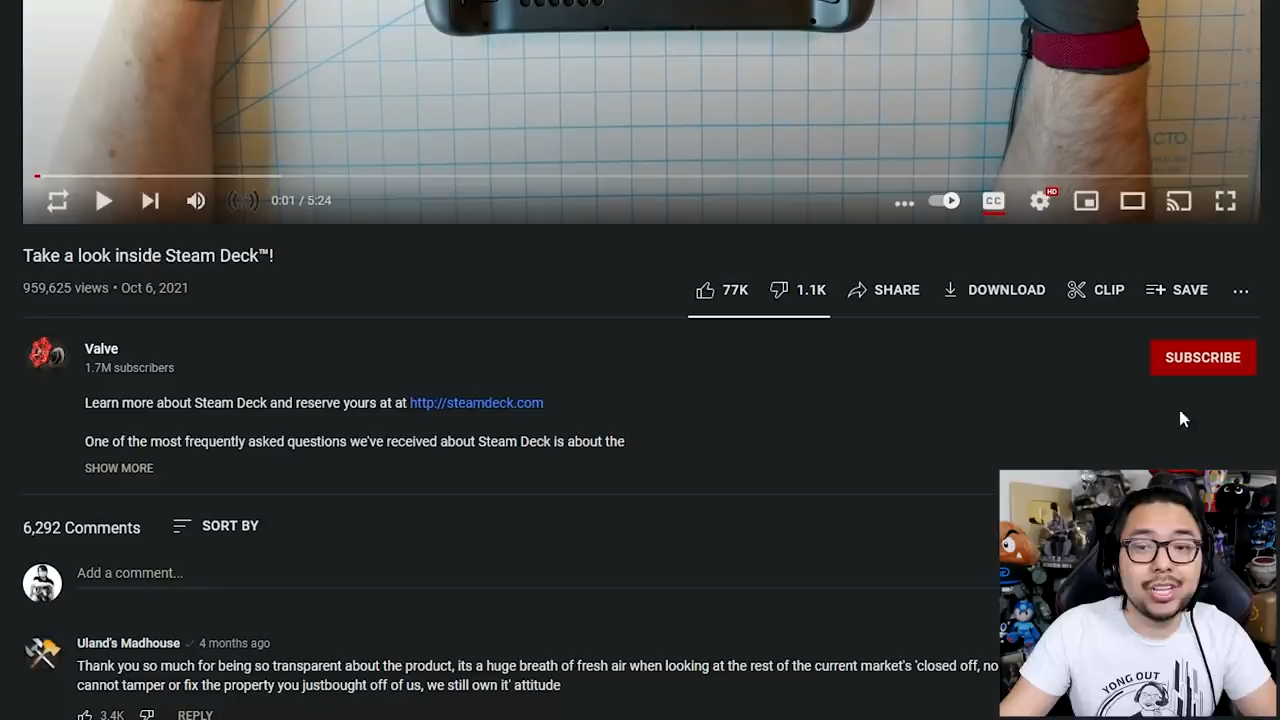 CTO
0:01 / 5:24
CC
HD
Take a look inside Steam Deck™!
959,625 views • Oct 6, 2021
77K
1.1K
SHARE
DOWNLOAD
CLIP
SAVE
Valve
1.7M subscribers
SUBSCRIBE
Learn more about Steam Deck and reserve yours at at http://steamdeck.com
One of the most frequently asked questions we've received about Steam Deck is about the
SHOW MORE
6,292 Comments
SORT BY
Add a comment...
Uland's Madhouse 4 months ago
Thank you so much for being so transparent about the product, its a huge breath of fresh air when looking at the rest of the current market's 'closed off, no
cannot tamper or fix the property you justbought off of us, we still own it' attitude
3.4K
REPLY
YONG OUT